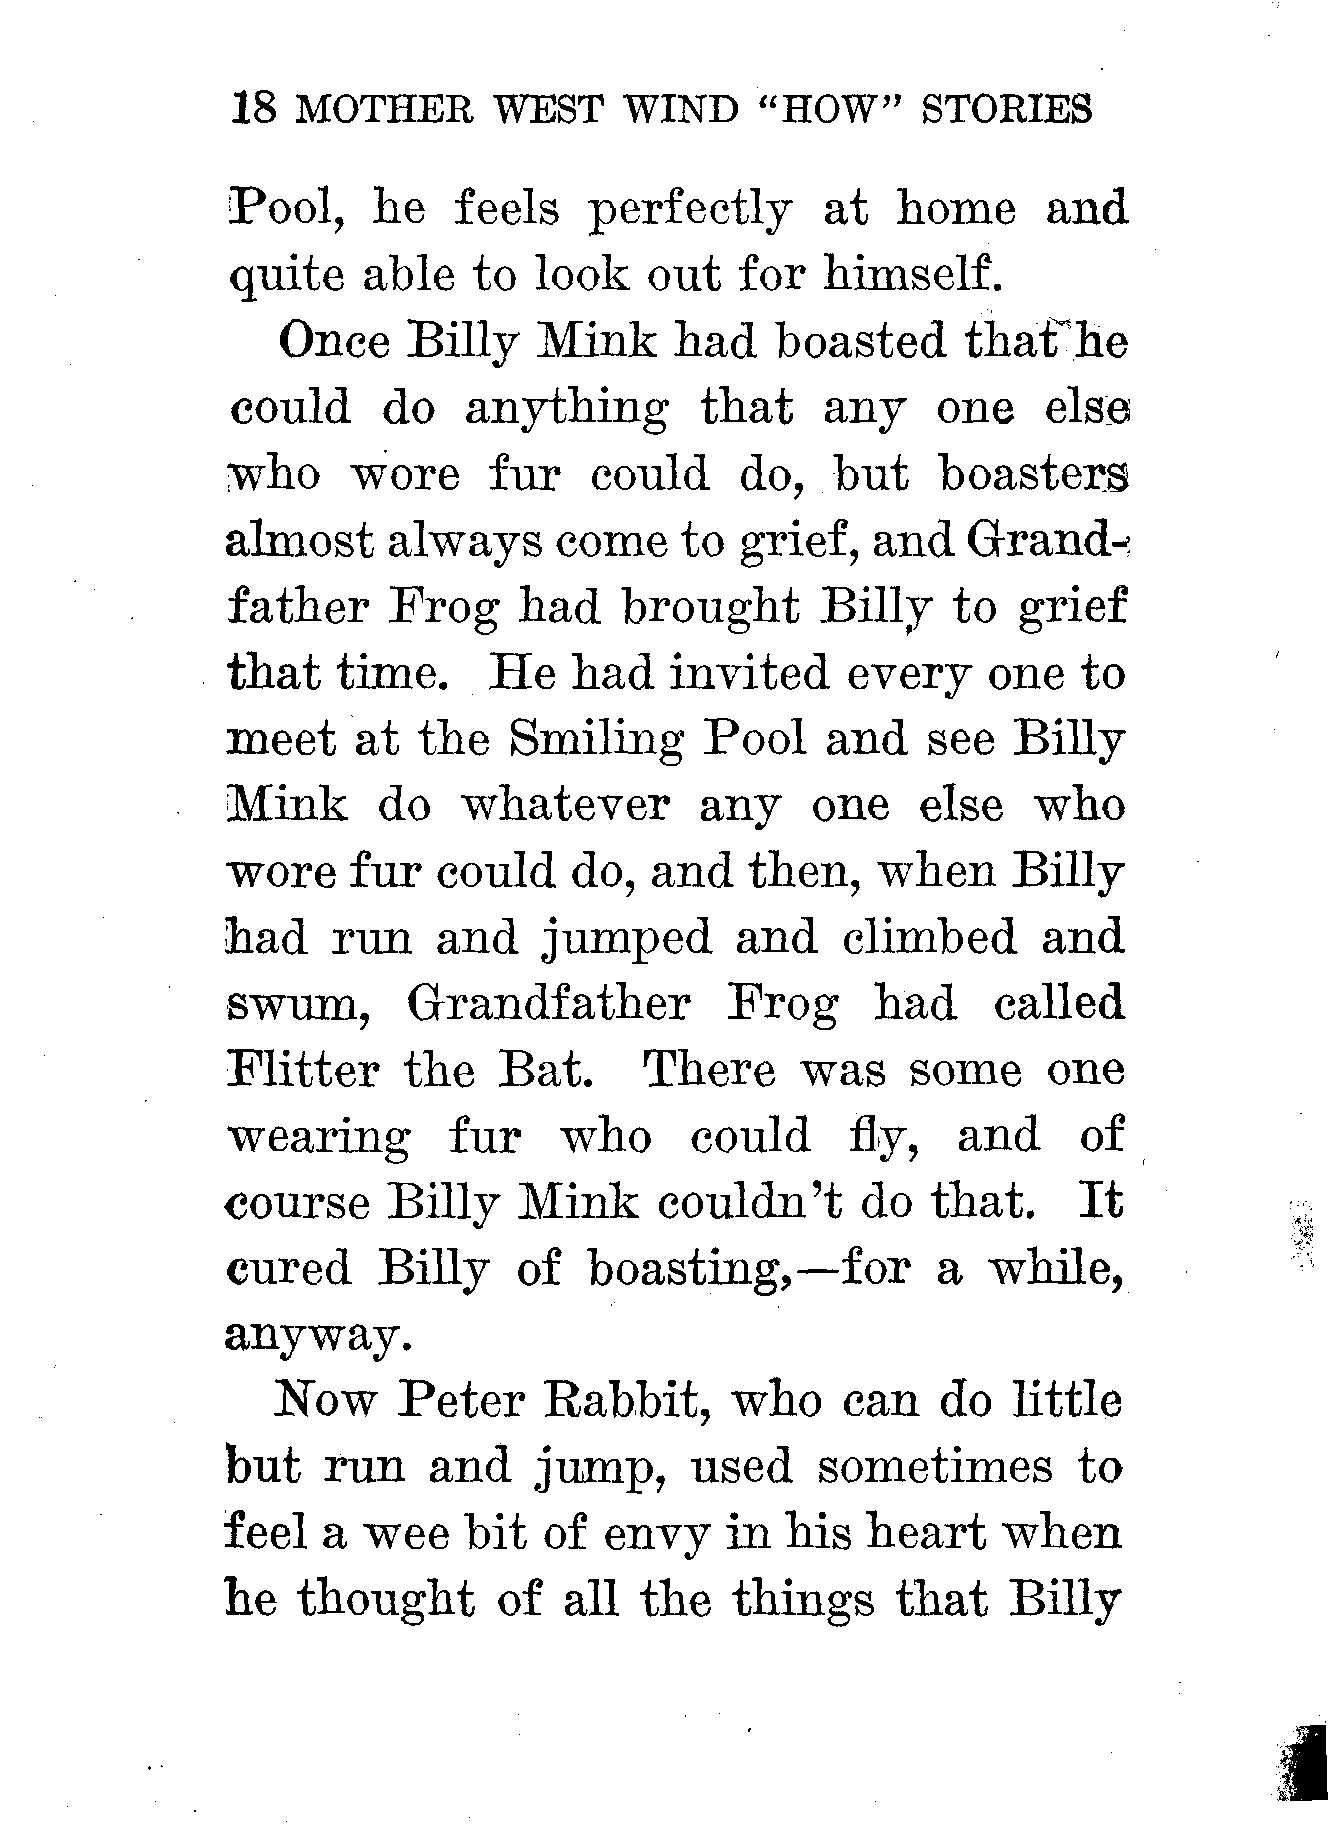 18 MOTHER WEST WIND “HOW” STORIES
Pool, he feels perfectly at home and
quite able to look out for himself.
Once Billy Mink had boasted that he
could do anything that any one else
who wore fur could do, but boasters
almost always come to grief, and Grand-
father Frog had brought Billy to grief
that time. He had invited every one to
meet at the Smiling Pool and see Billy
Mink do whatever any one else who
wore fur could do, and then, when Billy
had run and jumped and climbed and
swum, Grandfather Frog had called
Flitter the Bat. There was some one
wearing fur who could fly, and of
course Billy Mink couldn’t do that. It
cured Billy of boasting,—for a while,
anyway.
Now Peter Rabbit, who can do little
but run and jump, used sometimes to
feel a wee bit of envy in his heart when
he thought of all the things that Billy